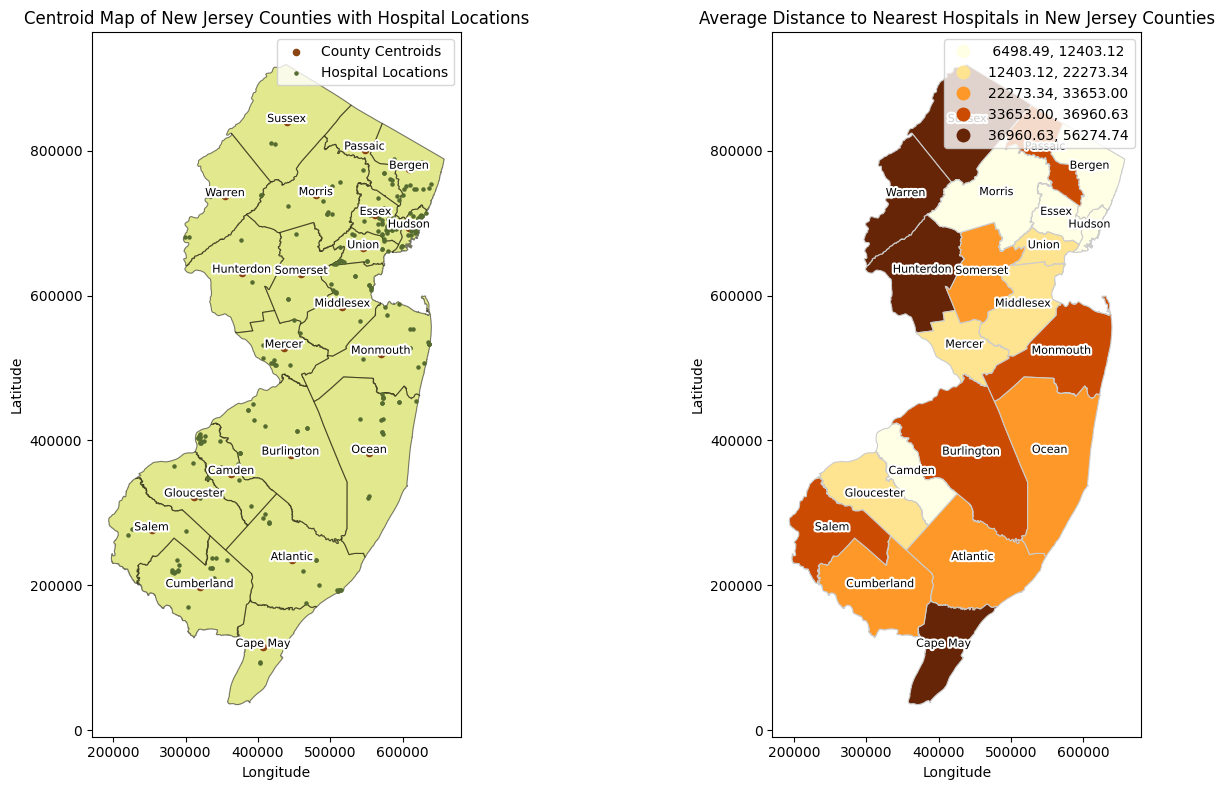 Centroid Map of New Jersey Counties with Hospital Locations
County Centroids
Hospital Locations
Sussex
Passaic
Bergen
Warren
Morris
Essex
Hudson
Union
Hunterdon
Somerset
Middlesex
Mercer
Monmouth
Burlington
Ocean
Camden
Gloucester
Salem
Atlantic
Cumberland
Cape May
800000
600000
400000
200000
0
Latitude
200000 300000 400000 500000 600000
Longitude
Average Distance to Nearest Hospitals in New Jersey Counties
6498.49, 12403.12
12403.12, 22273.34
22273.34, 33653.00
33653.00, 36960.63
36960.63, 56274.74
Sussex
Passaic
Bergen
Warren
Morris
Essex
Hudson
Union
Hunterdon
Somerset
Middlesex
Mercer
Monmouth
Burlington
Ocean
Camden
Gloucester
Salem
Atlantic
Cumberland
Cape May
800000
600000
400000
200000
0
Latitude
200000 300000 400000 500000 600000
Longitude